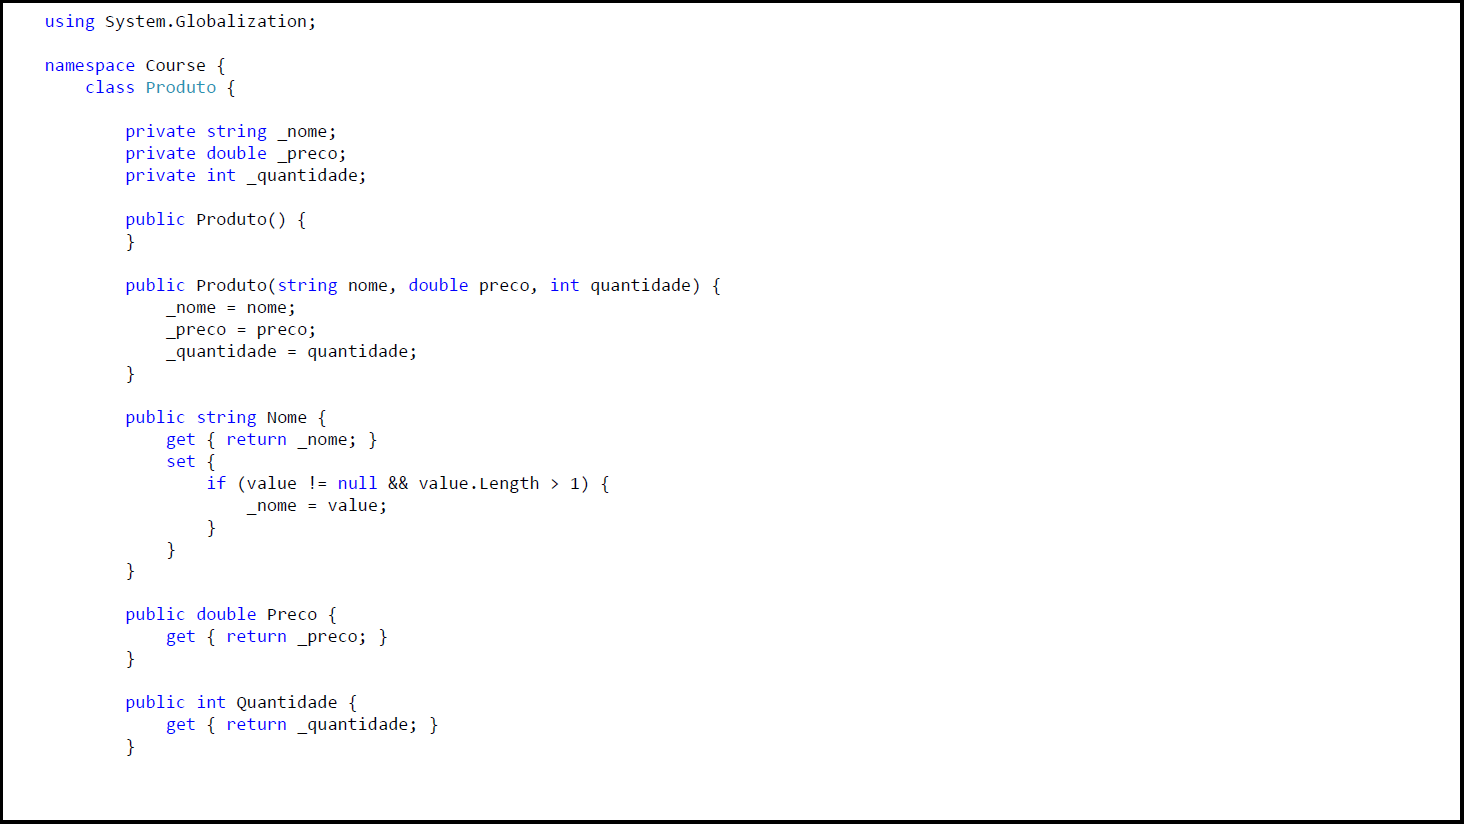 using System.Globalization;

namespace Course {
    class Produto {

        private string _nome;
        private double _preco;
        private int _quantidade;

        public Produto() {
        }

        public Produto(string nome, double preco, int quantidade) {
            _nome = nome;
            _preco = preco;
            _quantidade = quantidade;
        }

        public string Nome {
            get { return _nome; }
            set {
                if (value != null && value.Length > 1) {
                    _nome = value;
                }
            }
        }

        public double Preco {
            get { return _preco; }
        }

        public int Quantidade {
            get { return _quantidade; }
        }